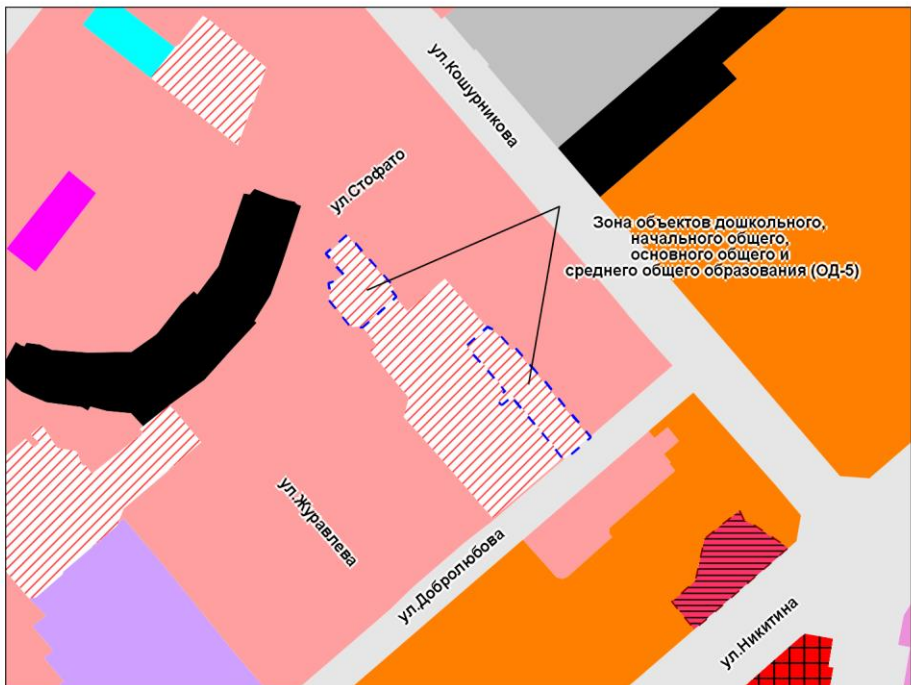 ул.Кошурникова
ул.Стофато
Зона объектов дошкольного,
начального общего,
основного общего и
среднего общего образования (ОД-5)
ул.Журавлева
ул.Добролюбова
ул.Никитина